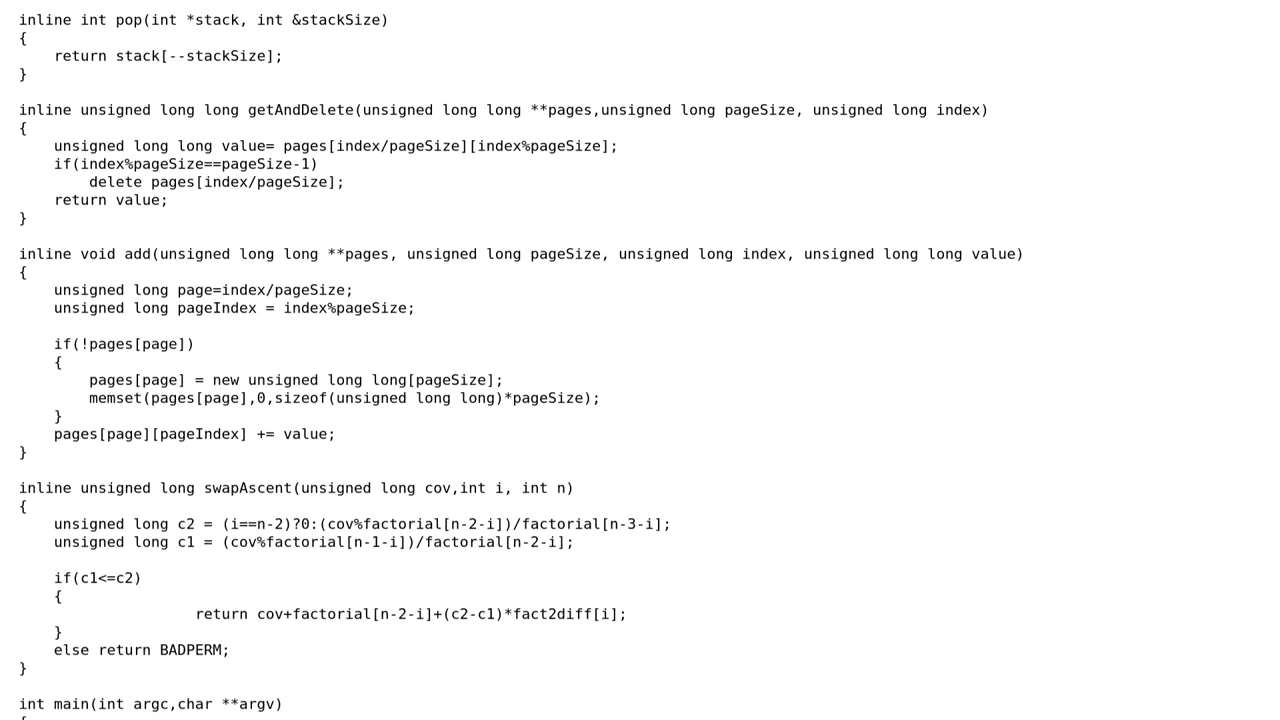 inline int pop(int *stack, int &stackSize)
{
    return stack[--stackSize];
}

inline unsigned long long getAndDelete(unsigned long long **pages,unsigned long pageSize, unsigned long index)
{
    unsigned long long value= pages[index/pageSize][index%pageSize];
    if(index%pageSize==pageSize-1)
        delete pages[index/pageSize];
    return value;
}

inline void add(unsigned long long **pages, unsigned long pageSize, unsigned long index, unsigned long long value)
{
    unsigned long page=index/pageSize;
    unsigned long pageIndex = index%pageSize;

    if(!pages[page])
    {
        pages[page] = new unsigned long long[pageSize];
        memset(pages[page],0,sizeof(unsigned long long)*pageSize);
    }
    pages[page][pageIndex] += value;
}

inline unsigned long swapAscent(unsigned long cov,int i, int n)
{
    unsigned long c2 = (i==n-2)?0:(cov%factorial[n-2-i])/factorial[n-3-i];
    unsigned long c1 = (cov%factorial[n-1-i])/factorial[n-2-i];

    if(c1<=c2)
    {
                    return cov+factorial[n-2-i]+(c2-c1)*fact2diff[i];
    }
    else return BADPERM;
}

int main(int argc,char **argv)
{